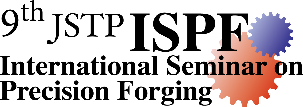 9th JSTP ISPF
International Seminar on
Precision Forging